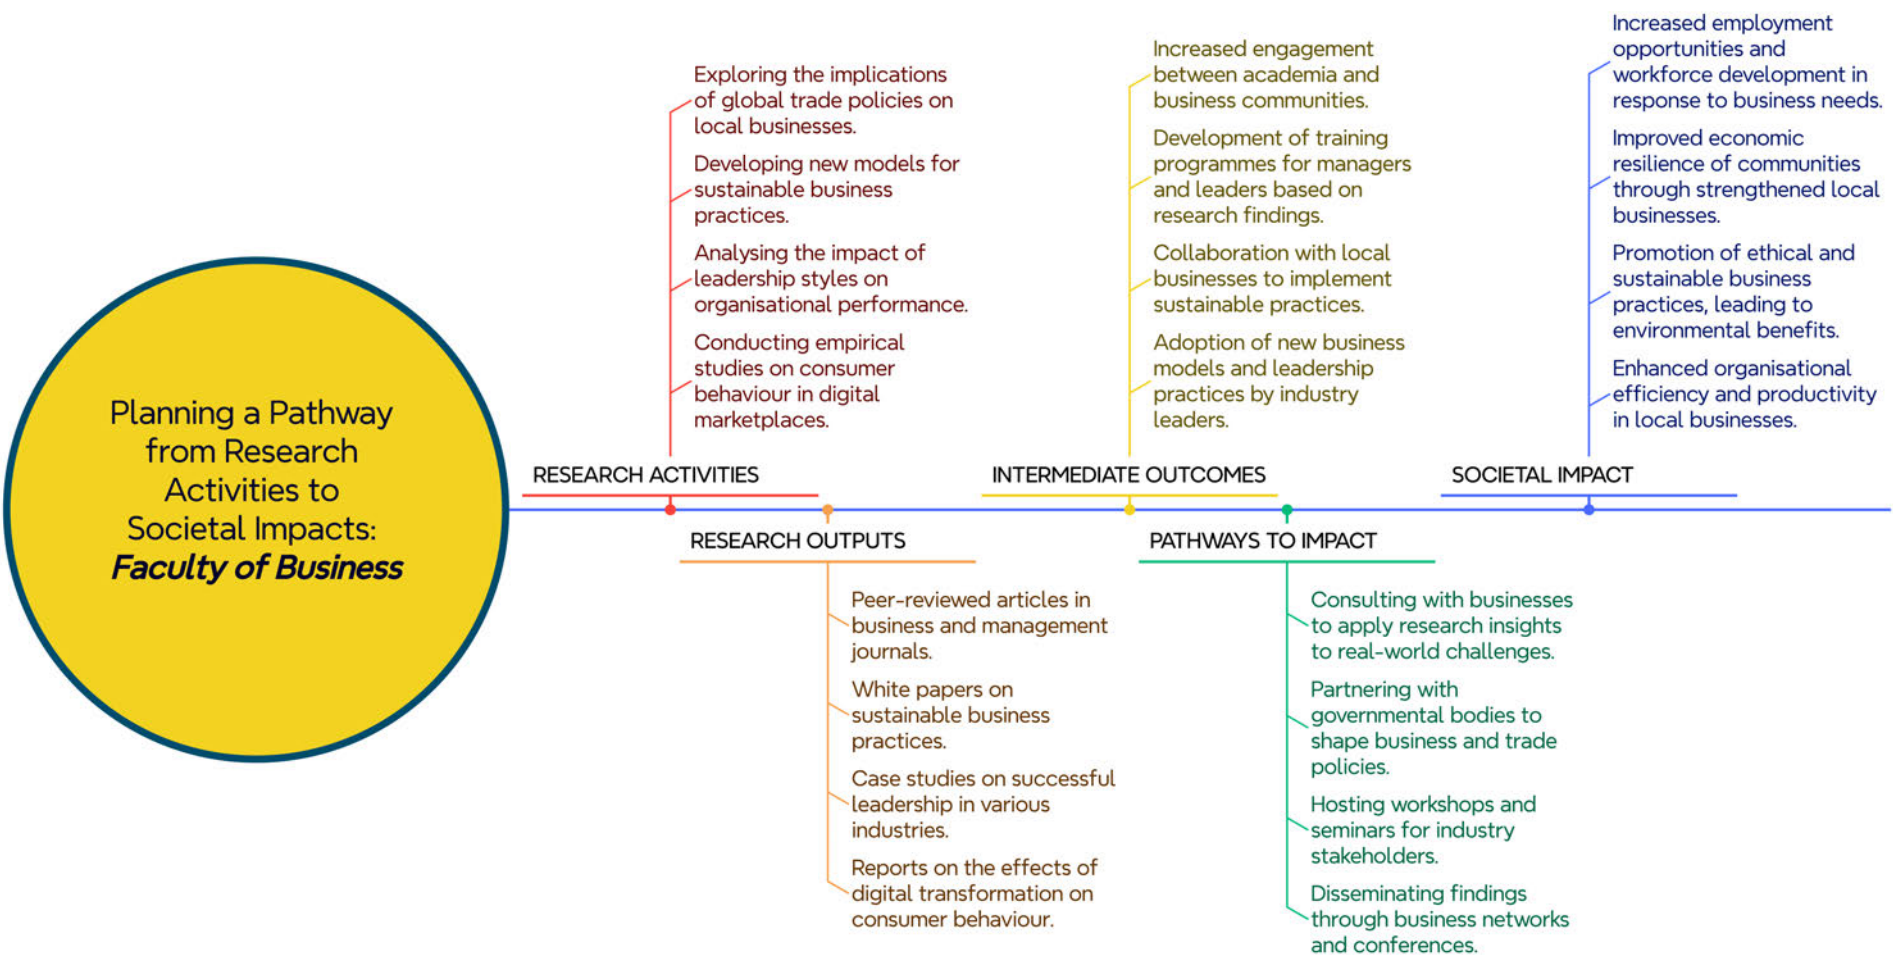 Planning a Pathway
from Research
Activities to
Societal Impacts:
Faculty of Business
RESEARCH ACTIVITIES
Exploring the implications
of global trade policies on
local businesses.
Developing new models for
sustainable business
practices.
Analysing the impact of
leadership styles on
organisational performance.
Conducting empirical
studies on consumer
behaviour in digital
marketplaces.
RESEARCH OUTPUTS
Peer-reviewed articles in
business and management
journals.
White papers on
sustainable business
practices.
Case studies on successful
leadership in various
industries.
Reports on the effects of
digital transformation on
consumer behaviour.
INTERMEDIATE OUTCOMES
Increased engagement
between academia and
business communities.
Development of training
programmes for managers
and leaders based on
research findings.
Collaboration with local
businesses to implement
sustainable practices.
Adoption of new business
models and leadership
practices by industry
leaders.
PATHWAYS TO IMPACT
Consulting with businesses
to apply research insights
to real-world challenges.
Partnering with
governmental bodies to
shape business and trade
policies.
Hosting workshops and
seminars for industry
stakeholders.
Disseminating findings
through business networks
and conferences.
SOCIETAL IMPACT
Increased employment
opportunities and
workforce development in
response to business needs.
Improved economic
resilience of communities
through strengthened local
businesses.
Promotion of ethical and
sustainable business
practices, leading to
environmental benefits.
Enhanced organisational
efficiency and productivity
in local businesses.